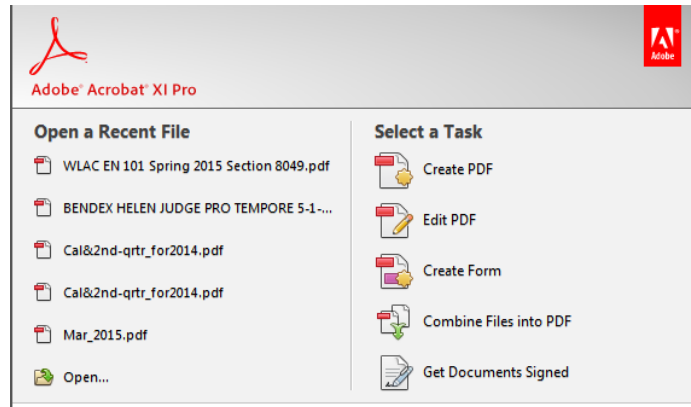 Adobe® Acrobat® XI Pro
Adobe
Open a Recent File
WLAC EN 101 Spring 2015 Section 8049.pdf
BENDEX HELEN JUDGE PRO TEMPORE 5-1-...
Cal&2nd-qrtr_for2014.pdf
Cal&2nd-qrtr_for2014.pdf
Mar_2015.pdf
Open...
Select a Task
Create PDF
Edit PDF
Create Form
Combine Files into PDF
Get Documents Signed